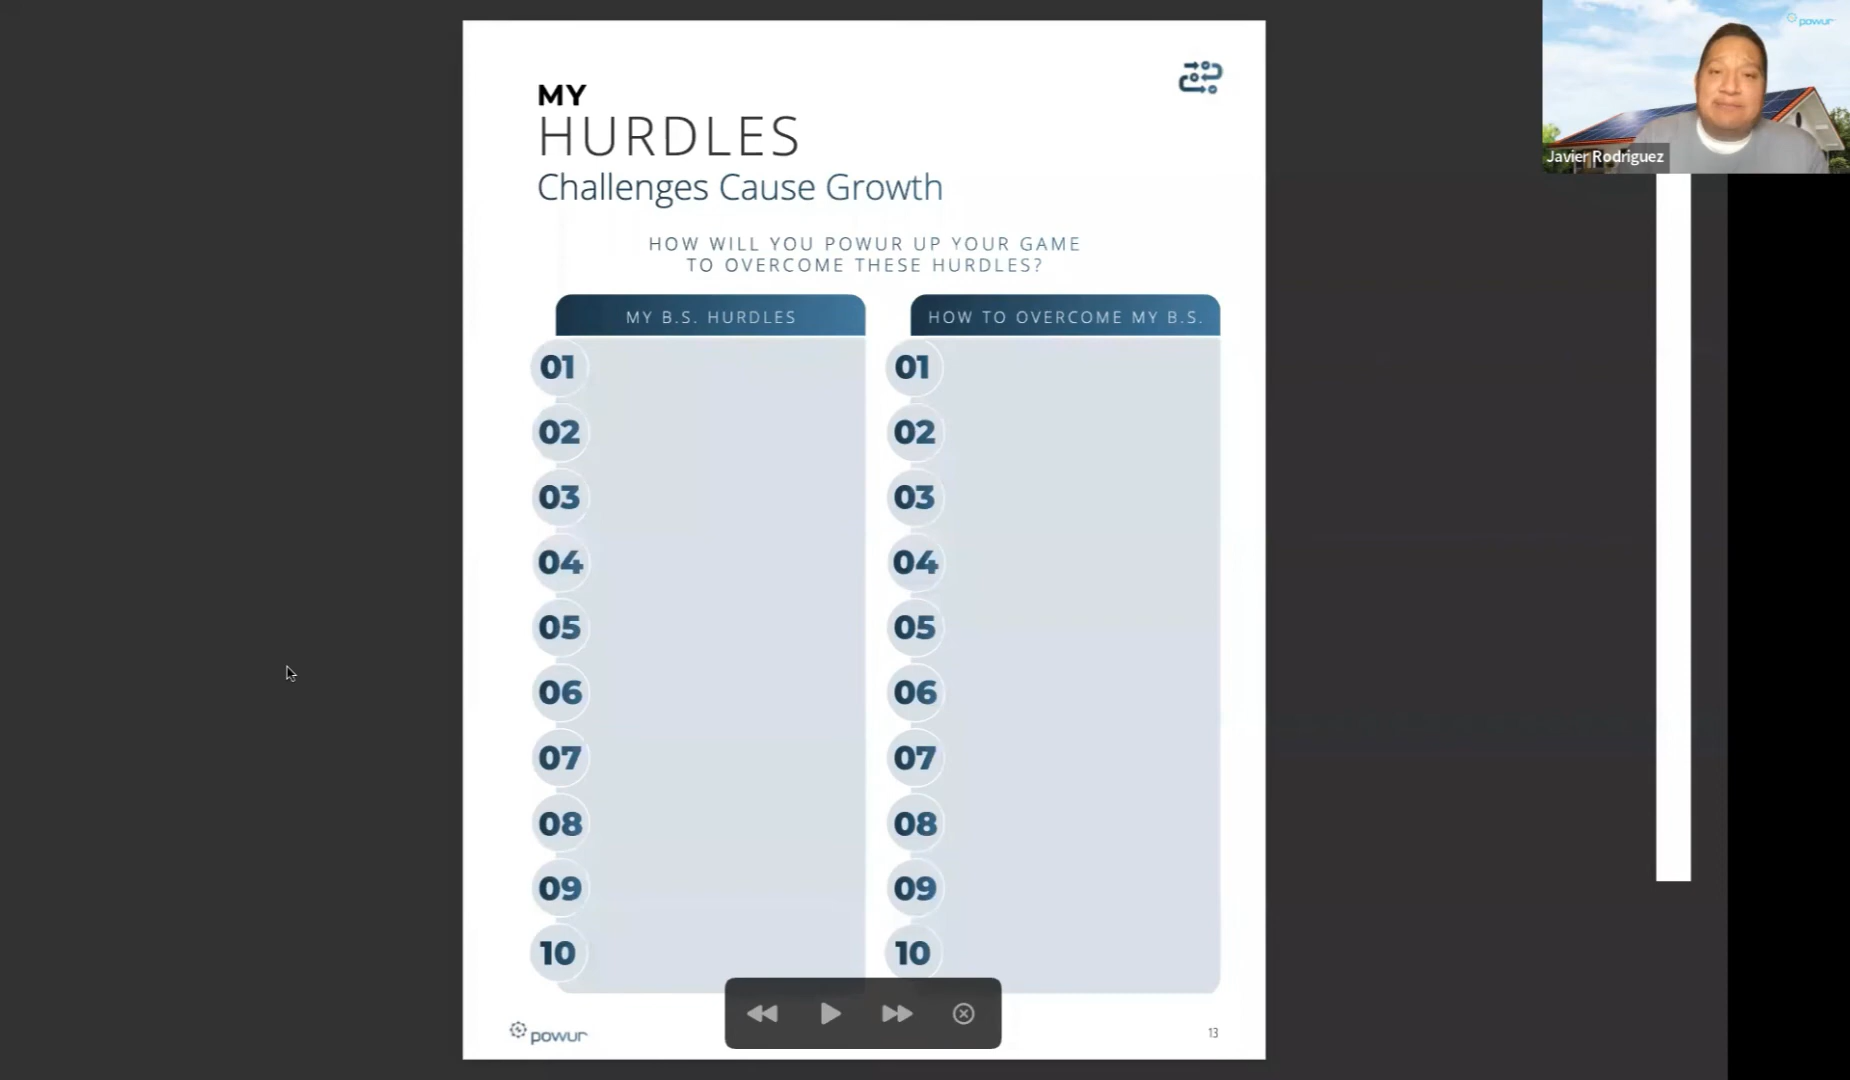 MY
HURDLES
Challenges Cause Growth
HOW WILL YOU POWUR UP YOUR GAME
TO OVERCOME THESE HURDLES?
MY B.S. HURDLES
01
02
03
04
05
06
07
08
09
10
HOW TO OVERCOME MY B.S.
01
02
03
04
05
06
07
08
09
10
powur
13
powur
Javier Rodriguez